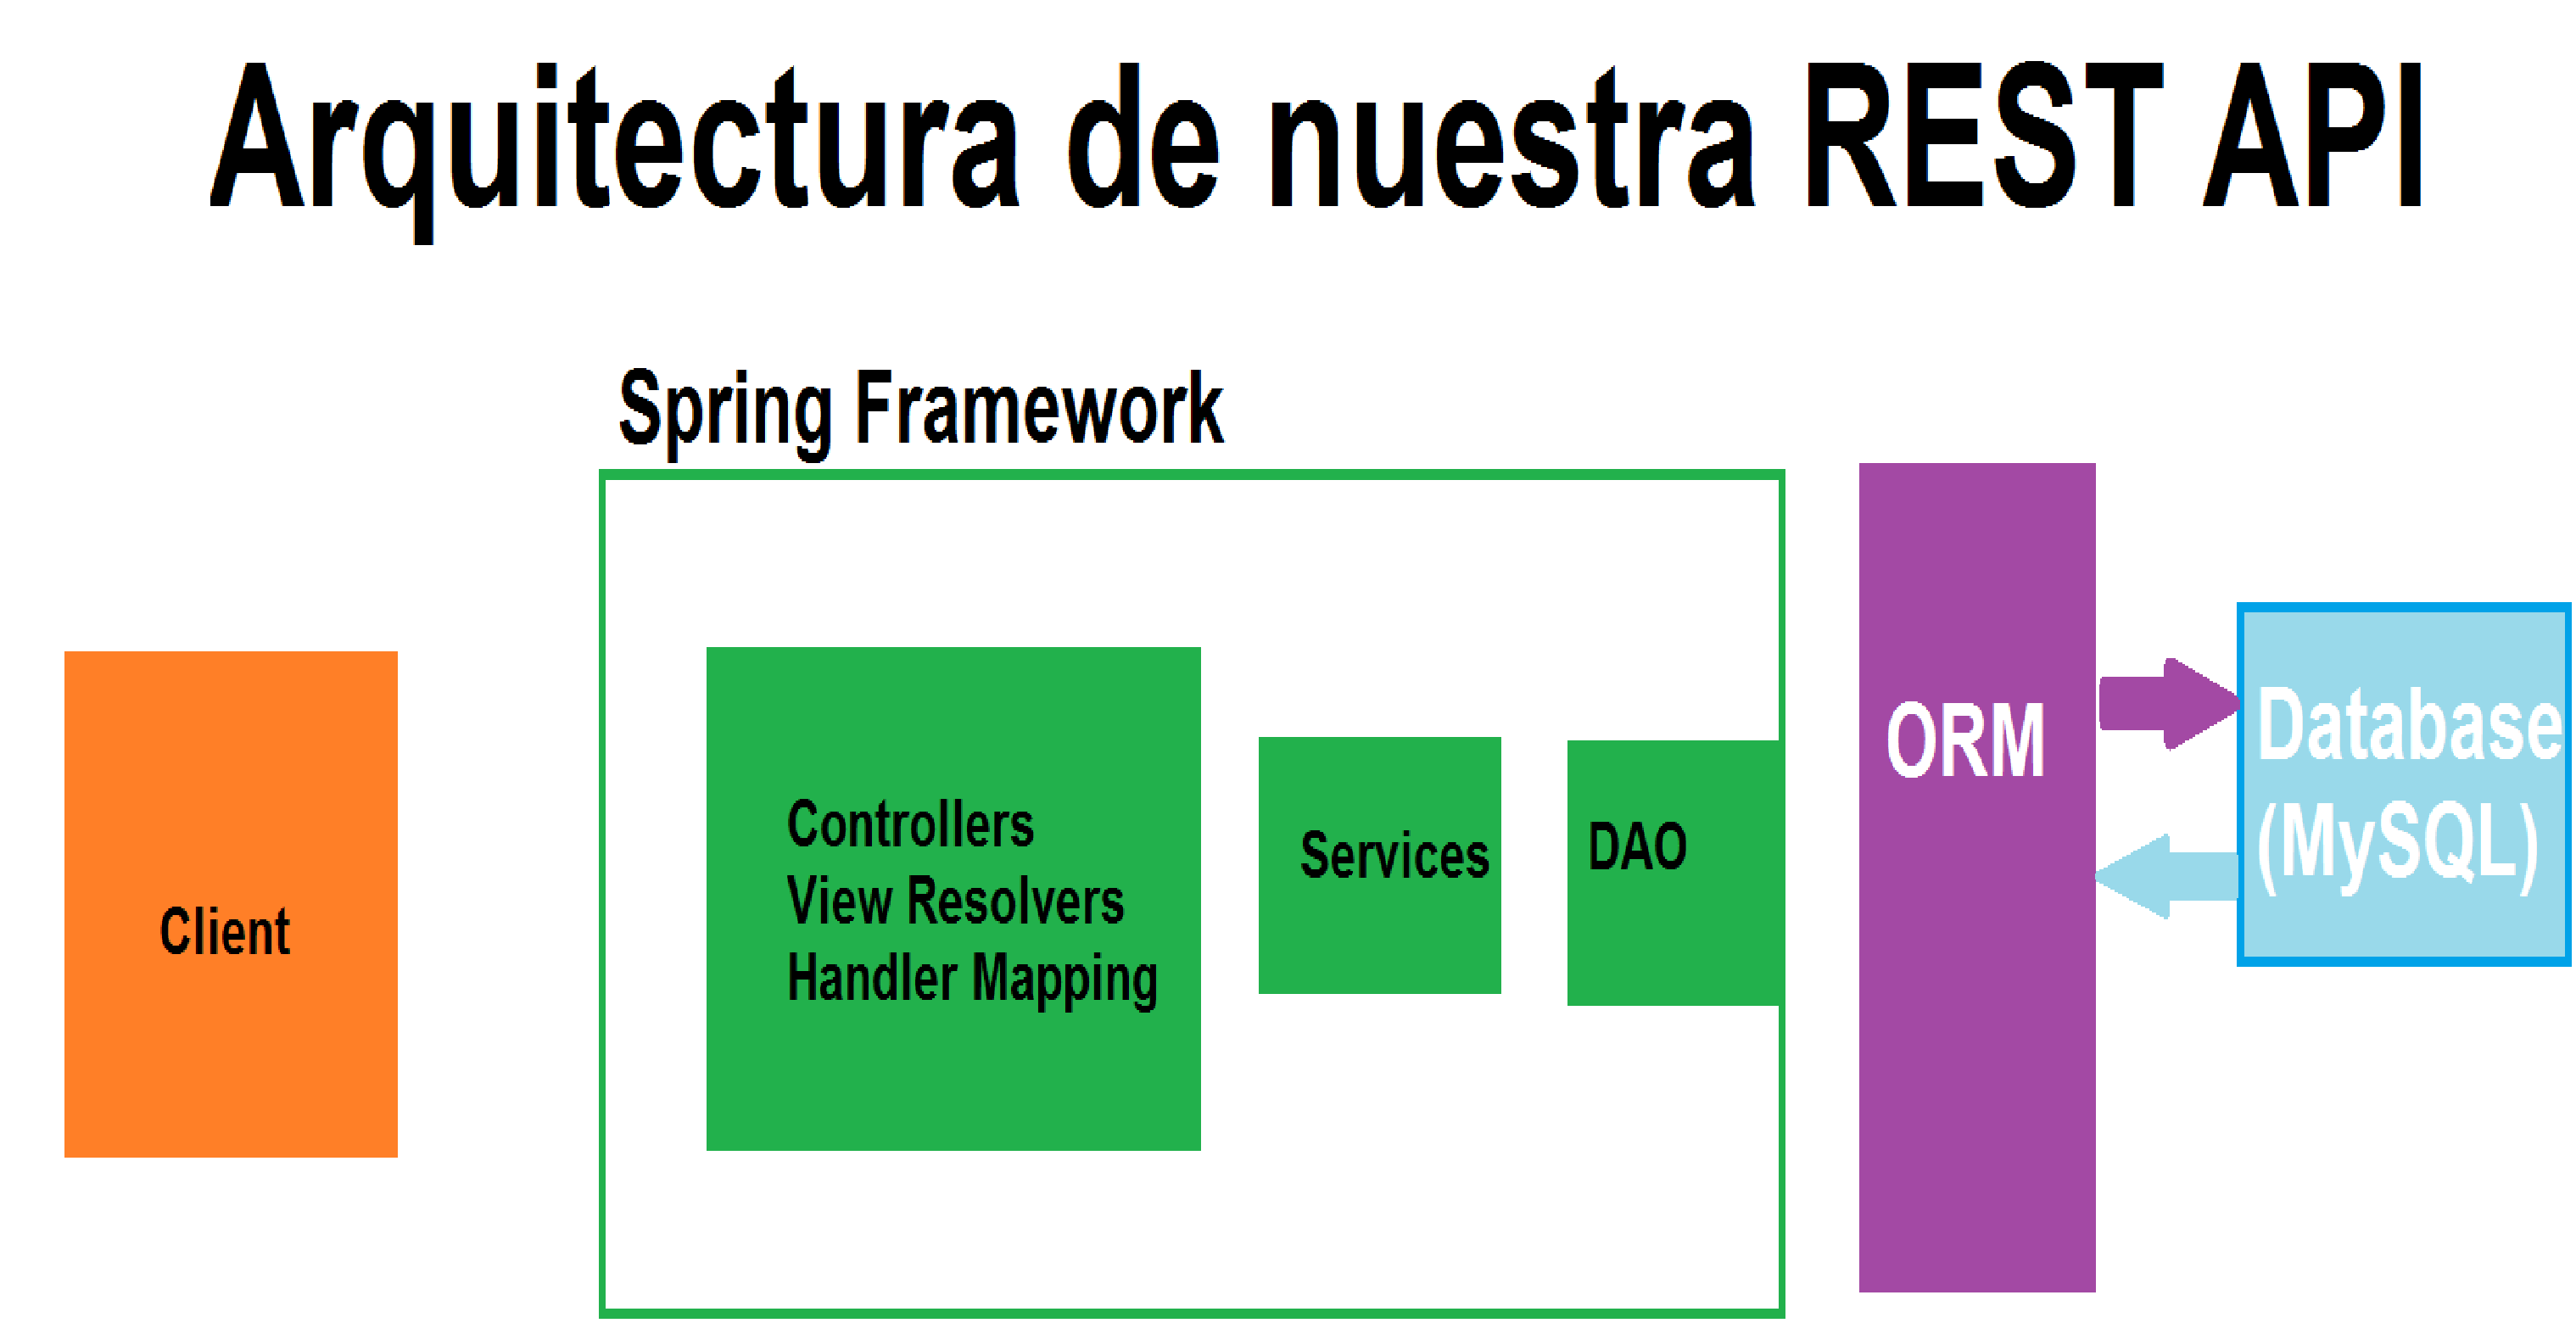 Arquitectura de nuestra REST API
Spring Framework
Client
Controllers
View Resolvers
Handler Mapping
Services
DAO
ORM
Database
(MySQL)